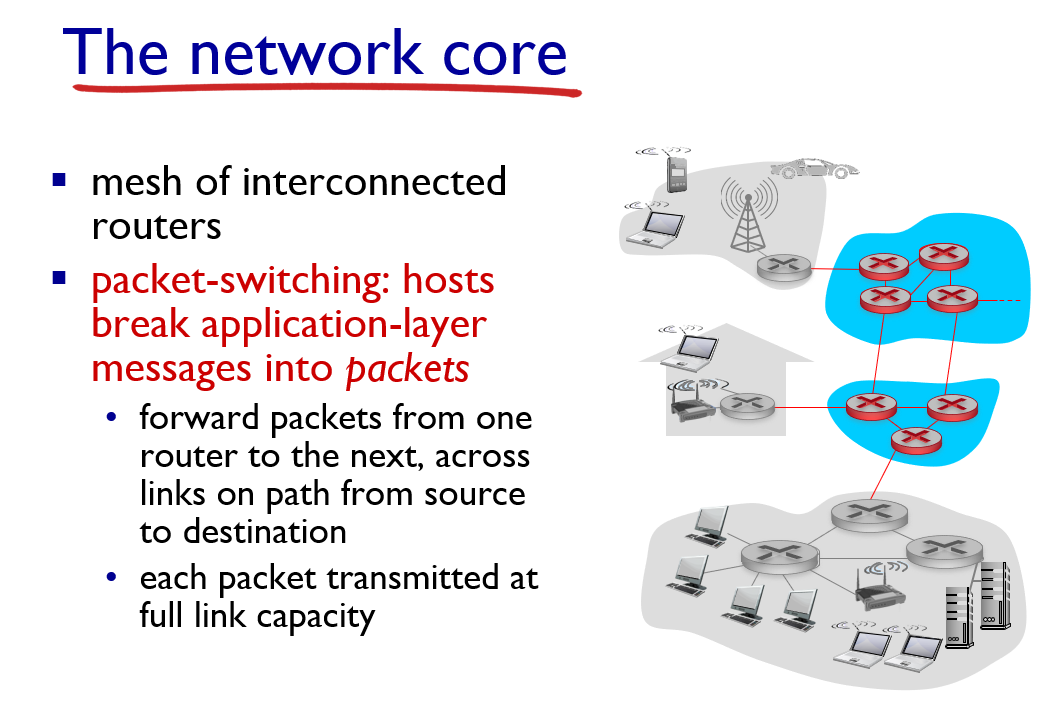 The network core
mesh of interconnected
routers
packet-switching: hosts
break application-layer
messages into packets
forward packets from one
router to the next, across
links on path from source
to destination
each packet transmitted at
full link capacity